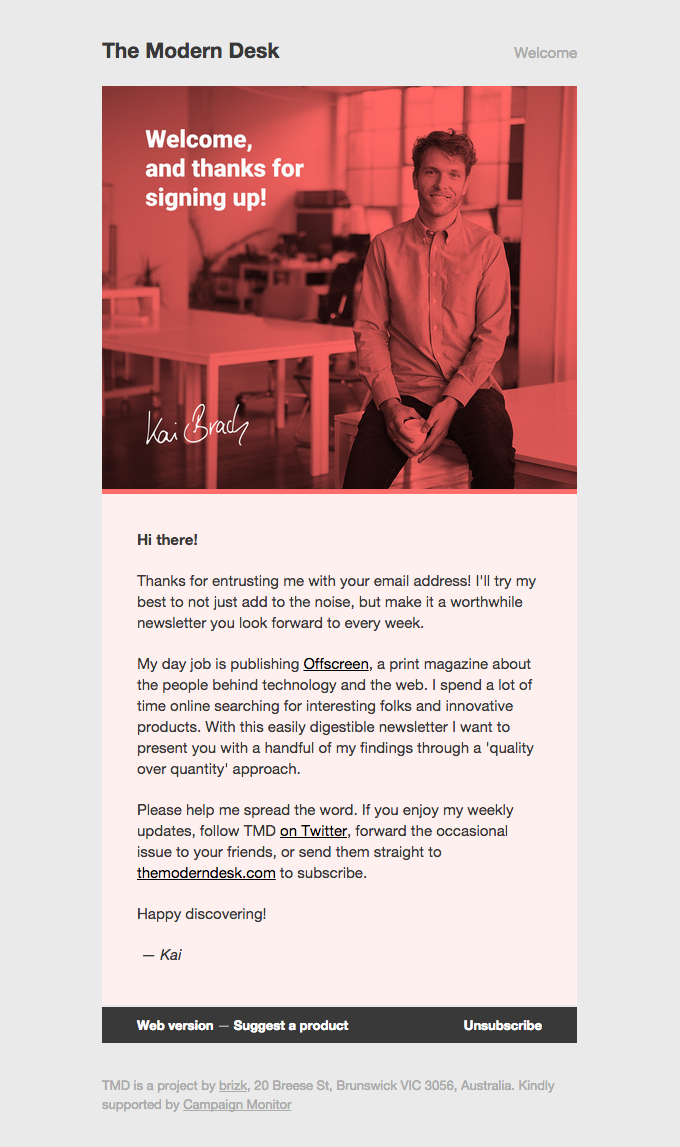 The Modern Desk
Welcome
Welcome,
and thanks for
signing up!
Kai Brach
Hi there!
Thanks for entrusting me with your email address! I'll try my
best to not just add to the noise, but make it a worthwhile
newsletter you look forward to every week.
My day job is publishing Offscreen, a print magazine about
the people behind technology and the web. I spend a lot of
time online searching for interesting folks and innovative
products. With this easily digestible newsletter I want to
present you with a handful of my findings through a 'quality
over quantity' approach.
Please help me spread the word. If you enjoy my weekly
updates, follow TMD on Twitter, forward the occasional
issue to your friends, or send them straight to
themoderndesk.com to subscribe.
Happy discovering!
— Kai
Web version — Suggest a product
Unsubscribe
TMD is a project by brizk, 20 Breese St, Brunswick VIC 3056, Australia. Kindly
supported by Campaign Monitor